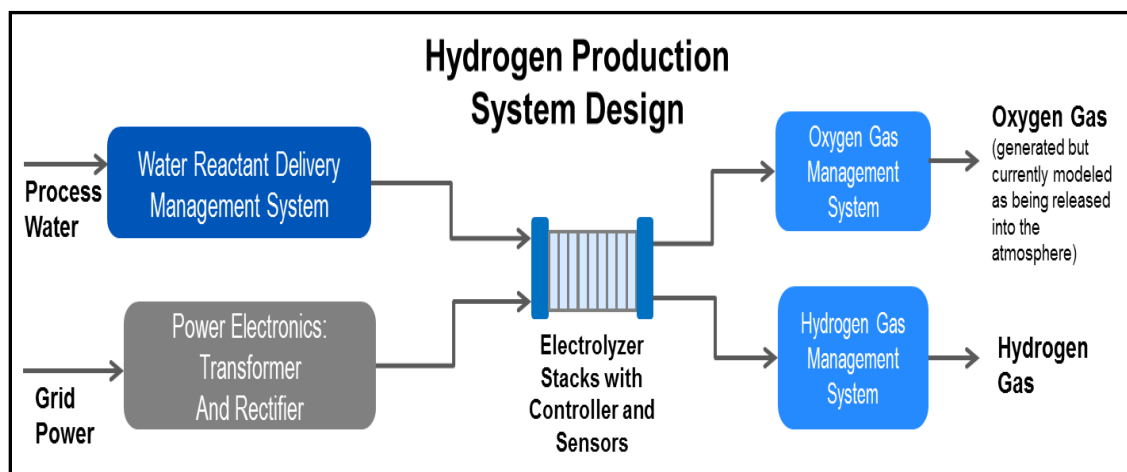 Hydrogen Production
System Design
Process
Water
Water Reactant Delivery
Management System
Grid
Power
Power Electronics:
Transformer
And Rectifier
Electrolyzer
Stacks with
Controller and
Sensors
Oxygen Gas
Management
System
Oxygen Gas
(generated but
currently modeled
as being released
into the
atmosphere)
Hydrogen Gas
Management
System
Hydrogen
Gas